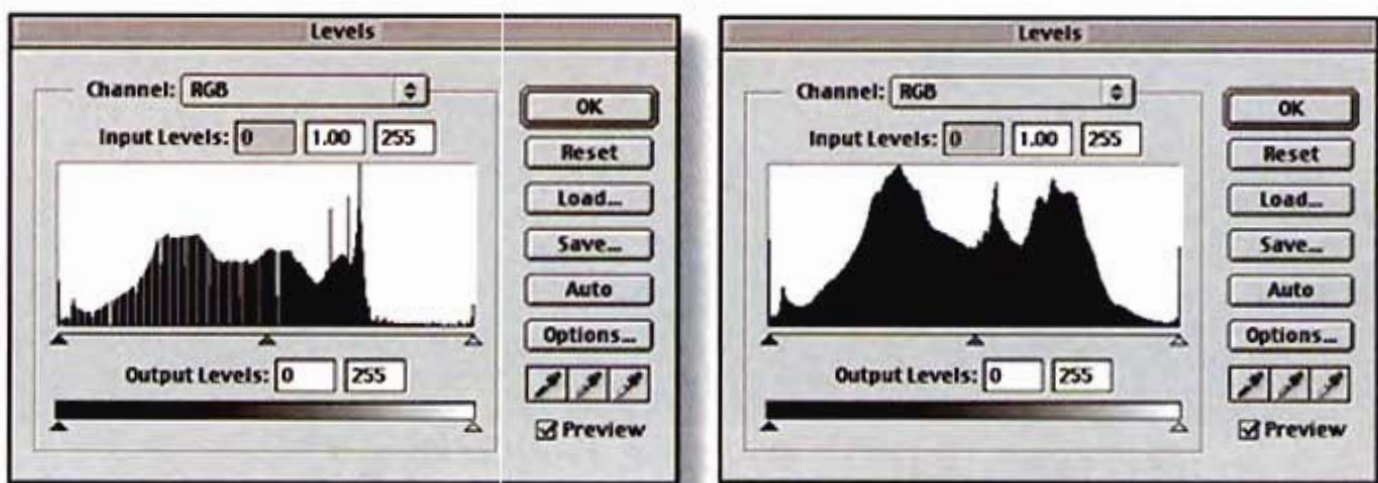 Levels
Channel: RGB
Input Levels: 0 1.00 255
OK
Reset
Load...
Save...
Auto
Options...
Output Levels: 0 255
Preview
Levels
Channel: RGB
Input Levels: 0 1.00 255
OK
Reset
Load...
Save...
Auto
Options...
Output Levels: 0 255
Preview